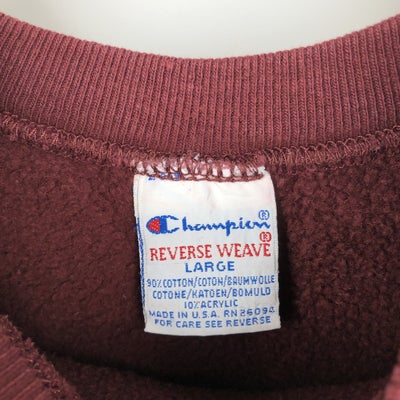 Champion®
REVERSE WEAVE®
LARGE
90% COTTON/COTON/BAUMWOLLE
COTONE/KATOEN/BOMULD
10% ACRYLIC
MADE IN U.S.A. RN 26094
FOR CARE SEE REVERSE